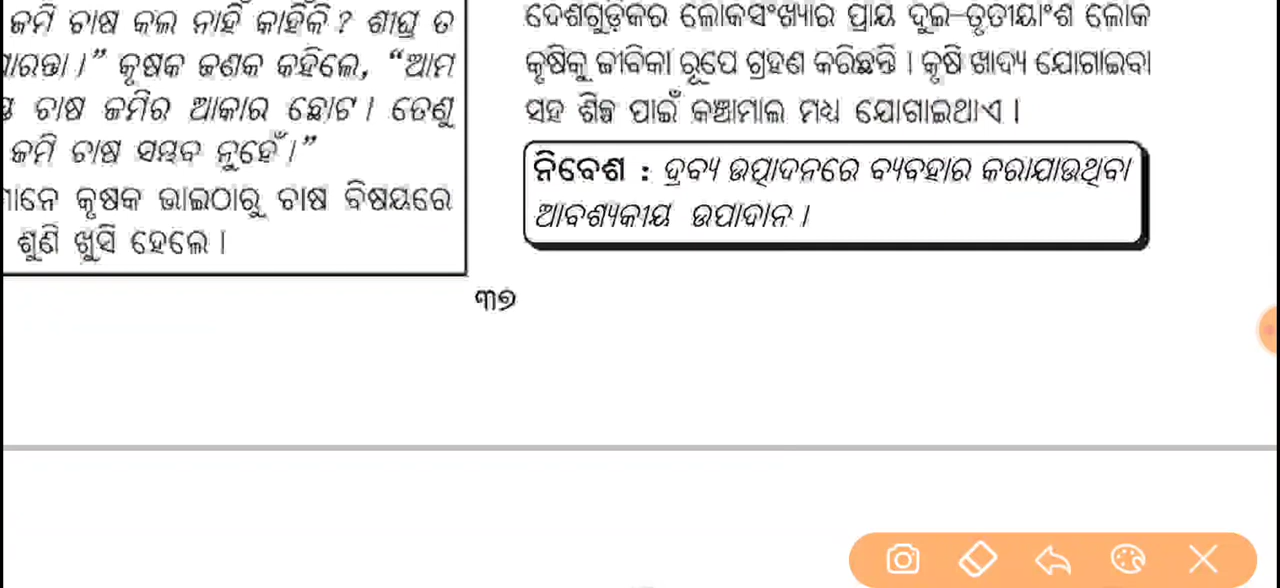 ଜମି ଚାଷ କଲ ନାହିଁ କାହିଁକି ? ଶୀଘ୍ର ତ
ପାରନ୍ତା ।” କୃଷକ ଜଣକ କହିଲେ, “ଆମ
ଚାଷ ଜମିର ଆକାର ଛୋଟ । ତେଣୁ
ଜମି ଚାଷ ସମ୍ଭବ ନୁହେଁ ।”
ମାନେ କୃଷକ ଭାଇଠାରୁ ଚାଷ ବିଷୟରେ
ଶୁଣି ଖୁସି ହେଲେ ।
ଦେଶଗୁଡ଼ିକର ଲୋକସଂଖ୍ୟାର ପ୍ରାୟ ଦୁଇ-ତୃତୀୟାଂଶ ଲୋକ
କୃଷିକୁ ଜୀବିକା ରୂପେ ଗ୍ରହଣ କରିଛନ୍ତି । କୃଷି ଖାଦ୍ୟ ଯୋଗାଇବା
ସହ ଶିଳ୍ପ ପାଇଁ କଞ୍ଚାମାଲ ମଧ୍ୟ ଯୋଗାଇଥାଏ ।
ନିବେଶ : ଦ୍ରବ୍ୟ ଉତ୍ପାଦନରେ ବ୍ୟବହାର କରାଯାଉଥିବା
ଆବଶ୍ୟକୀୟ ଉପାଦାନ ।
୩୭